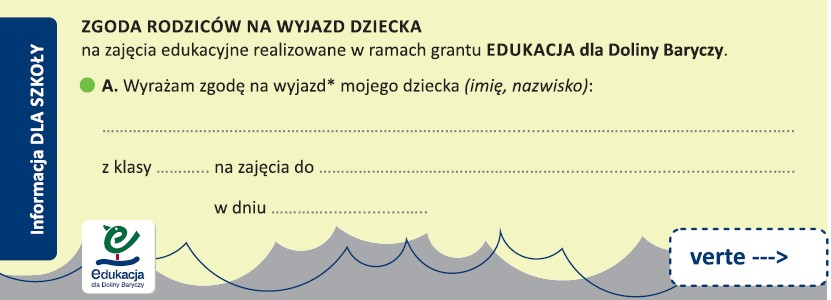 Informacja DLA SZKOŁY
ZGODA RODZICÓW NA WYJAZD DZIECKA
na zajęcia edukacyjne realizowane w ramach grantu EDUKACJA dla Doliny Baryczy.
A. Wyrażam zgodę na wyjazd* mojego dziecka (imię, nazwisko):
........................................................................................................................
z klasy ........... na zajęcia do ........................................................................................
w dniu .................................
Edukacja
dla Doliny Baryczy
verte --->